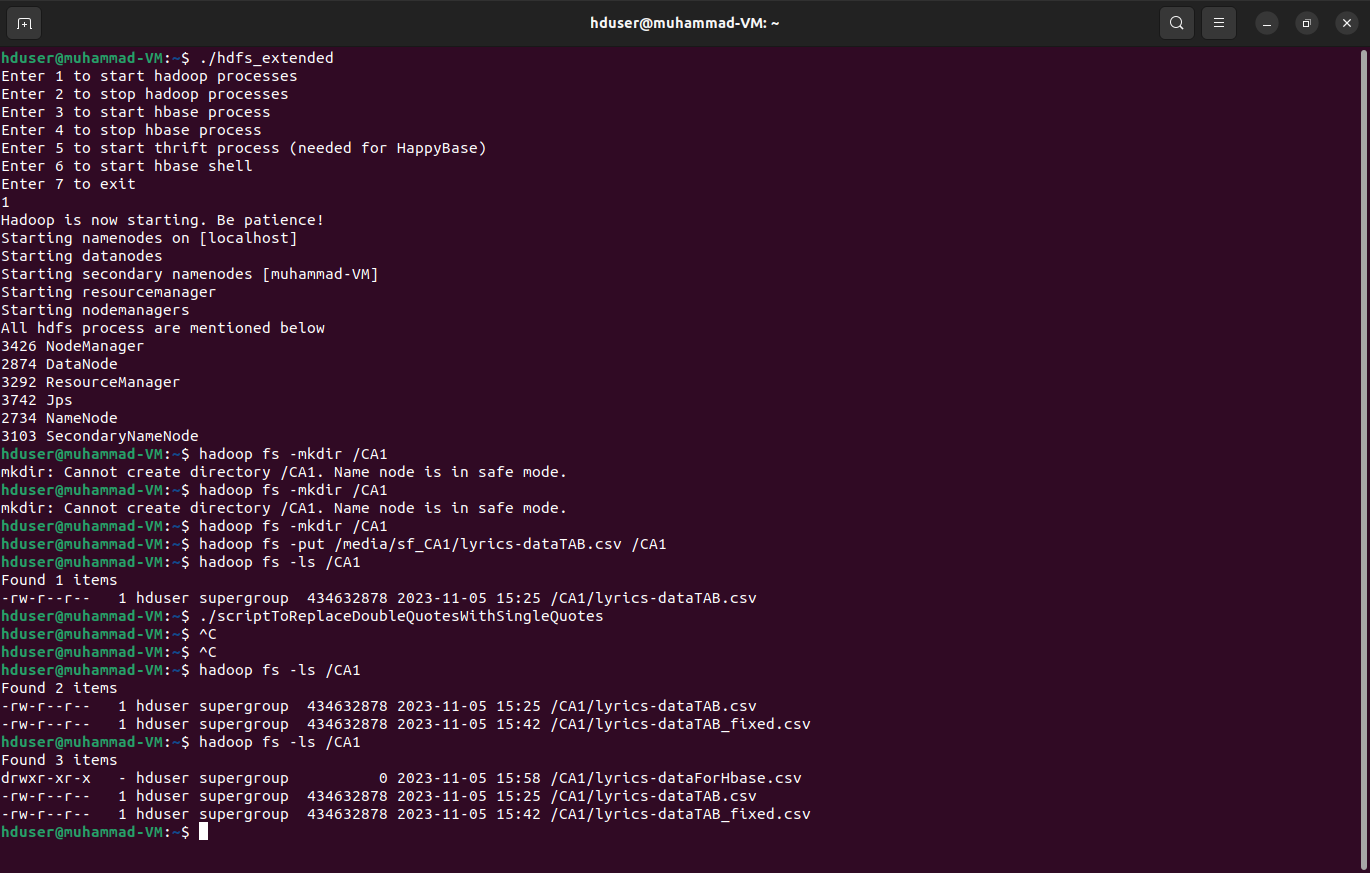 hduser@muhammad-VM: ~
hduser@muhammad-VM:~$ ./hdfs_extended
Enter 1 to start hadoop processes
Enter 2 to stop hadoop processes
Enter 3 to start hbase process
Enter 4 to stop hbase process
Enter 5 to start thrift process (needed for HappyBase)
Enter 6 to start hbase shell
Enter 7 to exit
1
Hadoop is now starting. Be patience!
Starting namenodes on [localhost]
Starting datanodes
Starting secondary namenodes [muhammad-VM]
Starting resourcemanager
Starting nodemanagers
All hdfs process are mentioned below
3426 NodeManager
2874 DataNode
3292 ResourceManager
3742 Jps
2734 NameNode
3103 SecondaryNameNode
hduser@muhammad-VM:~$ hadoop fs -mkdir /CA1
mkdir: Cannot create directory /CA1. Name node is in safe mode.
hduser@muhammad-VM:~$ hadoop fs -mkdir /CA1
mkdir: Cannot create directory /CA1. Name node is in safe mode.
hduser@muhammad-VM:~$ hadoop fs -mkdir /CA1
hduser@muhammad-VM:~$ hadoop fs -put /media/sf_CA1/lyrics-dataTAB.csv /CA1
hduser@muhammad-VM:~$ hadoop fs -ls /CA1
Found 1 items
-rw-r--r--   1 hduser supergroup  434632878 2023-11-05 15:25 /CA1/lyrics-dataTAB.csv
hduser@muhammad-VM:~$ ./scriptToReplaceDoubleQuotesWithSingleQuotes
hduser@muhammad-VM:~$ ^C
hduser@muhammad-VM:~$ ^C
hduser@muhammad-VM:~$ hadoop fs -ls /CA1
Found 2 items
-rw-r--r--   1 hduser supergroup  434632878 2023-11-05 15:25 /CA1/lyrics-dataTAB.csv
-rw-r--r--   1 hduser supergroup  434632878 2023-11-05 15:42 /CA1/lyrics-dataTAB_fixed.csv
hduser@muhammad-VM:~$ hadoop fs -ls /CA1
Found 3 items
drwxr-xr-x   - hduser supergroup          0 2023-11-05 15:58 /CA1/lyrics-dataForHbase.csv
-rw-r--r--   1 hduser supergroup  434632878 2023-11-05 15:25 /CA1/lyrics-dataTAB.csv
-rw-r--r--   1 hduser supergroup  434632878 2023-11-05 15:42 /CA1/lyrics-dataTAB_fixed.csv
hduser@muhammad-VM:~$